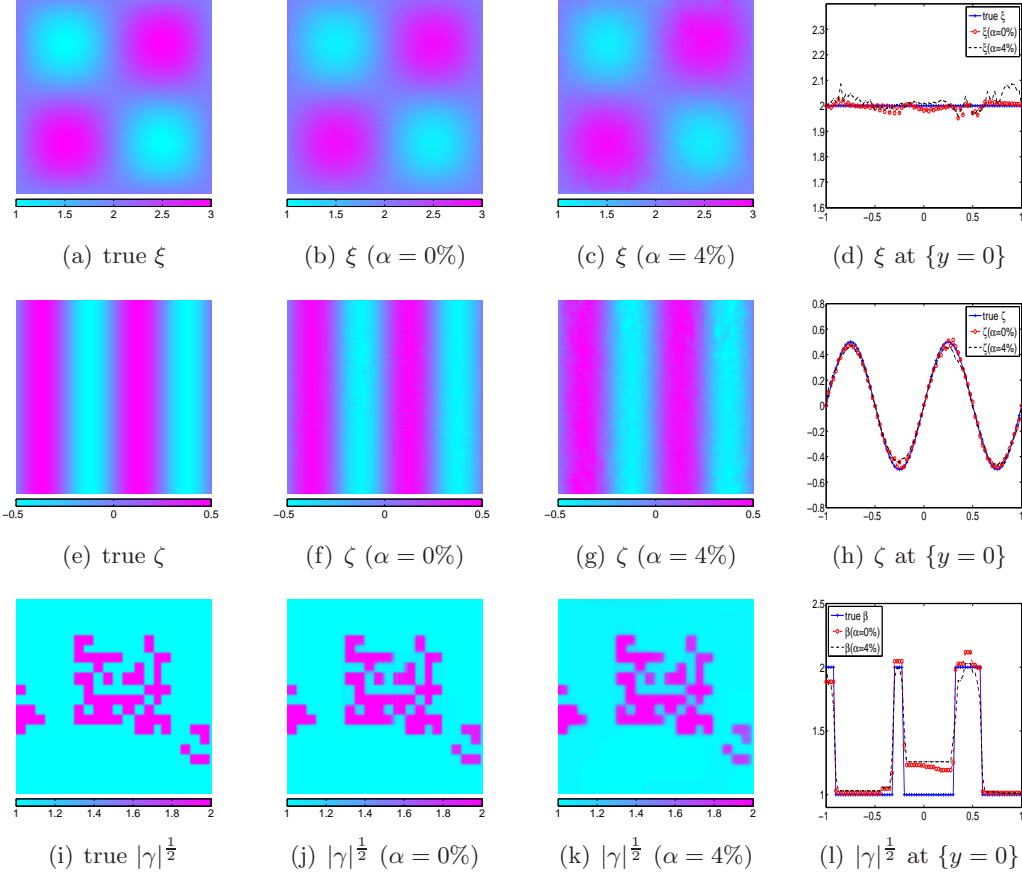 1 1.5 2 2.5 3
1 1.5 2 2.5 3
1 1.5 2 2.5 3
true ξ
ξ(α=0%)
ξ(α=4%)
2.3
2.2
2.1
2
1.9
1.8
1.7
1.6
−1 −0.5 0 0.5 1
(a) true ξ
(b) ξ (α = 0%)
(c) ξ (α = 4%)
(d) ξ at {y = 0}
−0.5 0 0.5
−0.5 0 0.5
−0.5 0 0.5
true ζ
ζ(α=0%)
ζ(α=4%)
0.8
0.6
0.4
0.2
0
−0.2
−0.4
−0.6
−0.8
−1 −0.5 0 0.5 1
(e) true ζ
(f) ζ (α = 0%)
(g) ζ (α = 4%)
(h) ζ at {y = 0}
1.2 1.4 1.6 1.8 2
1.2 1.4 1.6 1.8 2
1.2 1.4 1.6 1.8 2
true β
β(α=0%)
β(α=4%)
2.5
2
1.5
1
−1 −0.5 0 0.5 1
(i) true |γ|^{1/2}
(j) |γ|^{1/2} (α = 0%)
(k) |γ|^{1/2} (α = 4%)
(l) |γ|^{1/2} at {y = 0}